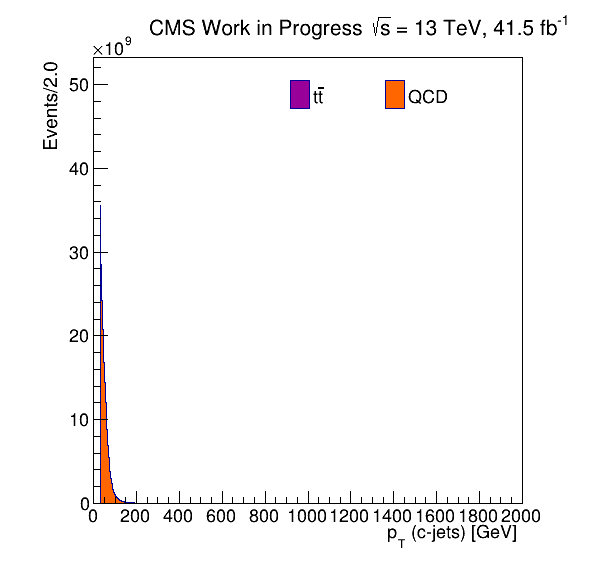 CMS Work in Progress √s = 13 TeV, 41.5 fb⁻¹
×10⁹
Events/2.0
tt̄
QCD
50
40
30
20
10
0
0 200 400 600 800 1000 1200 1400 1600 1800 2000
p_T (c-jets) [GeV]